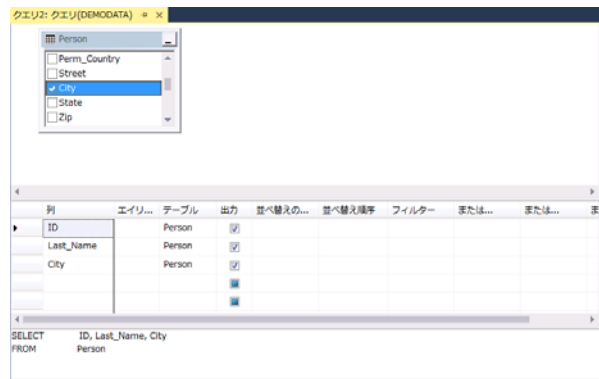 クエリ2: クエリ(DEMODATA)
Person
Perm_Country
Street
City
State
Zip
列 エイリ... テーブル 出力 並べ替えの... 並べ替え順序 フィルター または... または... ま
ID Person
Last_Name Person
City Person
SELECT ID, Last_Name, City
FROM Person